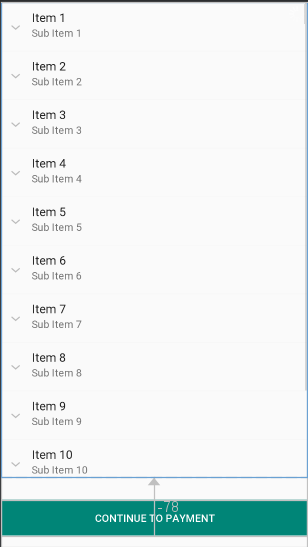 Item 1
Sub Item 1
Item 2
Sub Item 2
Item 3
Sub Item 3
Item 4
Sub Item 4
Item 5
Sub Item 5
Item 6
Sub Item 6
Item 7
Sub Item 7
Item 8
Sub Item 8
Item 9
Sub Item 9
Item 10
Sub Item 10
-78
CONTINUE TO PAYMENT